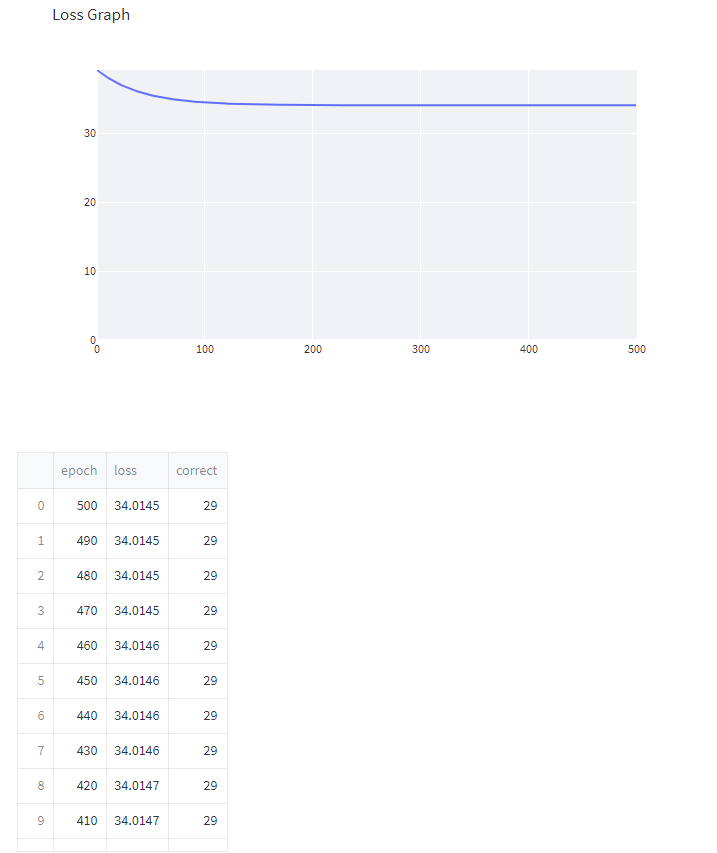 Loss Graph
30
20
10
0
0 100 200 300 400 500
epoch loss correct
0 500 34.0145 29
1 490 34.0145 29
2 480 34.0145 29
3 470 34.0145 29
4 460 34.0146 29
5 450 34.0146 29
6 440 34.0146 29
7 430 34.0146 29
8 420 34.0147 29
9 410 34.0147 29